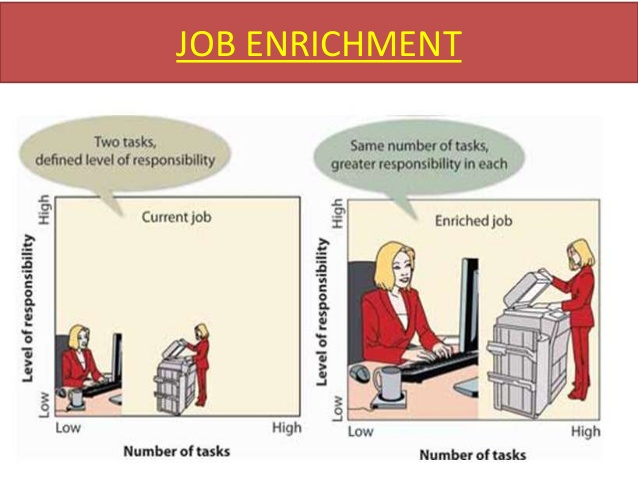 JOB ENRICHMENT
Two tasks,
defined level of responsibility
High
Current job
Level of responsibility
Low
Low
High
Number of tasks
Same number of tasks,
greater responsibility in each
High
Enriched job
Level of responsibility
Low
Low
High
Number of tasks